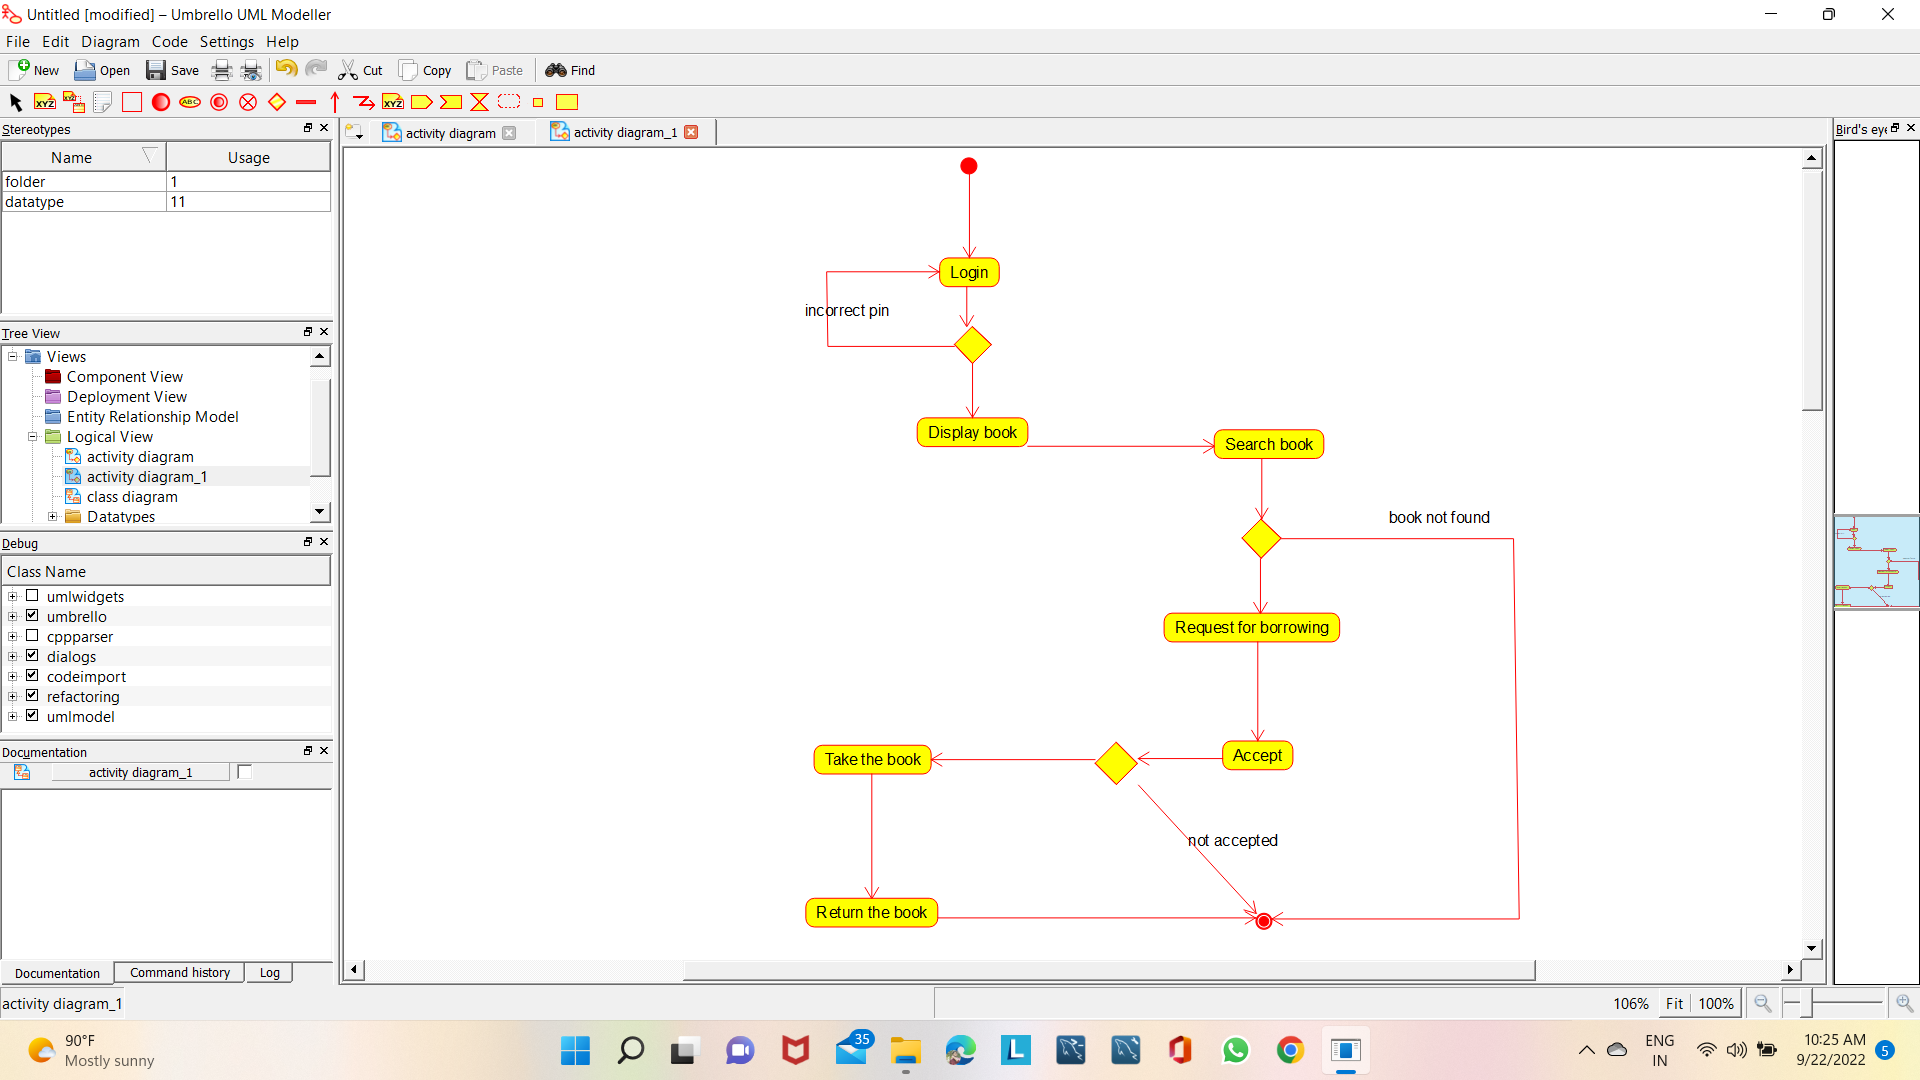 Untitled [modified] – Umbrello UML Modeller
File Edit Diagram Code Settings Help
New Open Save Cut Copy Paste Find
XYZ XYZ ABC XYZ
Stereotypes
Name Usage
folder 1
datatype 11
Tree View
Views
Component View
Deployment View
Entity Relationship Model
Logical View
activity diagram
activity diagram_1
class diagram
Datatypes
Debug
Class Name
umlwidgets
umbrello
cppparser
dialogs
codeimport
refactoring
umlmodel
Documentation
activity diagram_1
Documentation Command history Log
activity diagram activity diagram_1
Login
incorrect pin
Display book
Search book
book not found
Request for borrowing
Accept
Take the book
not accepted
Return the book
Bird's eye
activity diagram_1
106% Fit 100%
90°F
Mostly sunny
35
L
ENG
IN
10:25 AM
9/22/2022
5